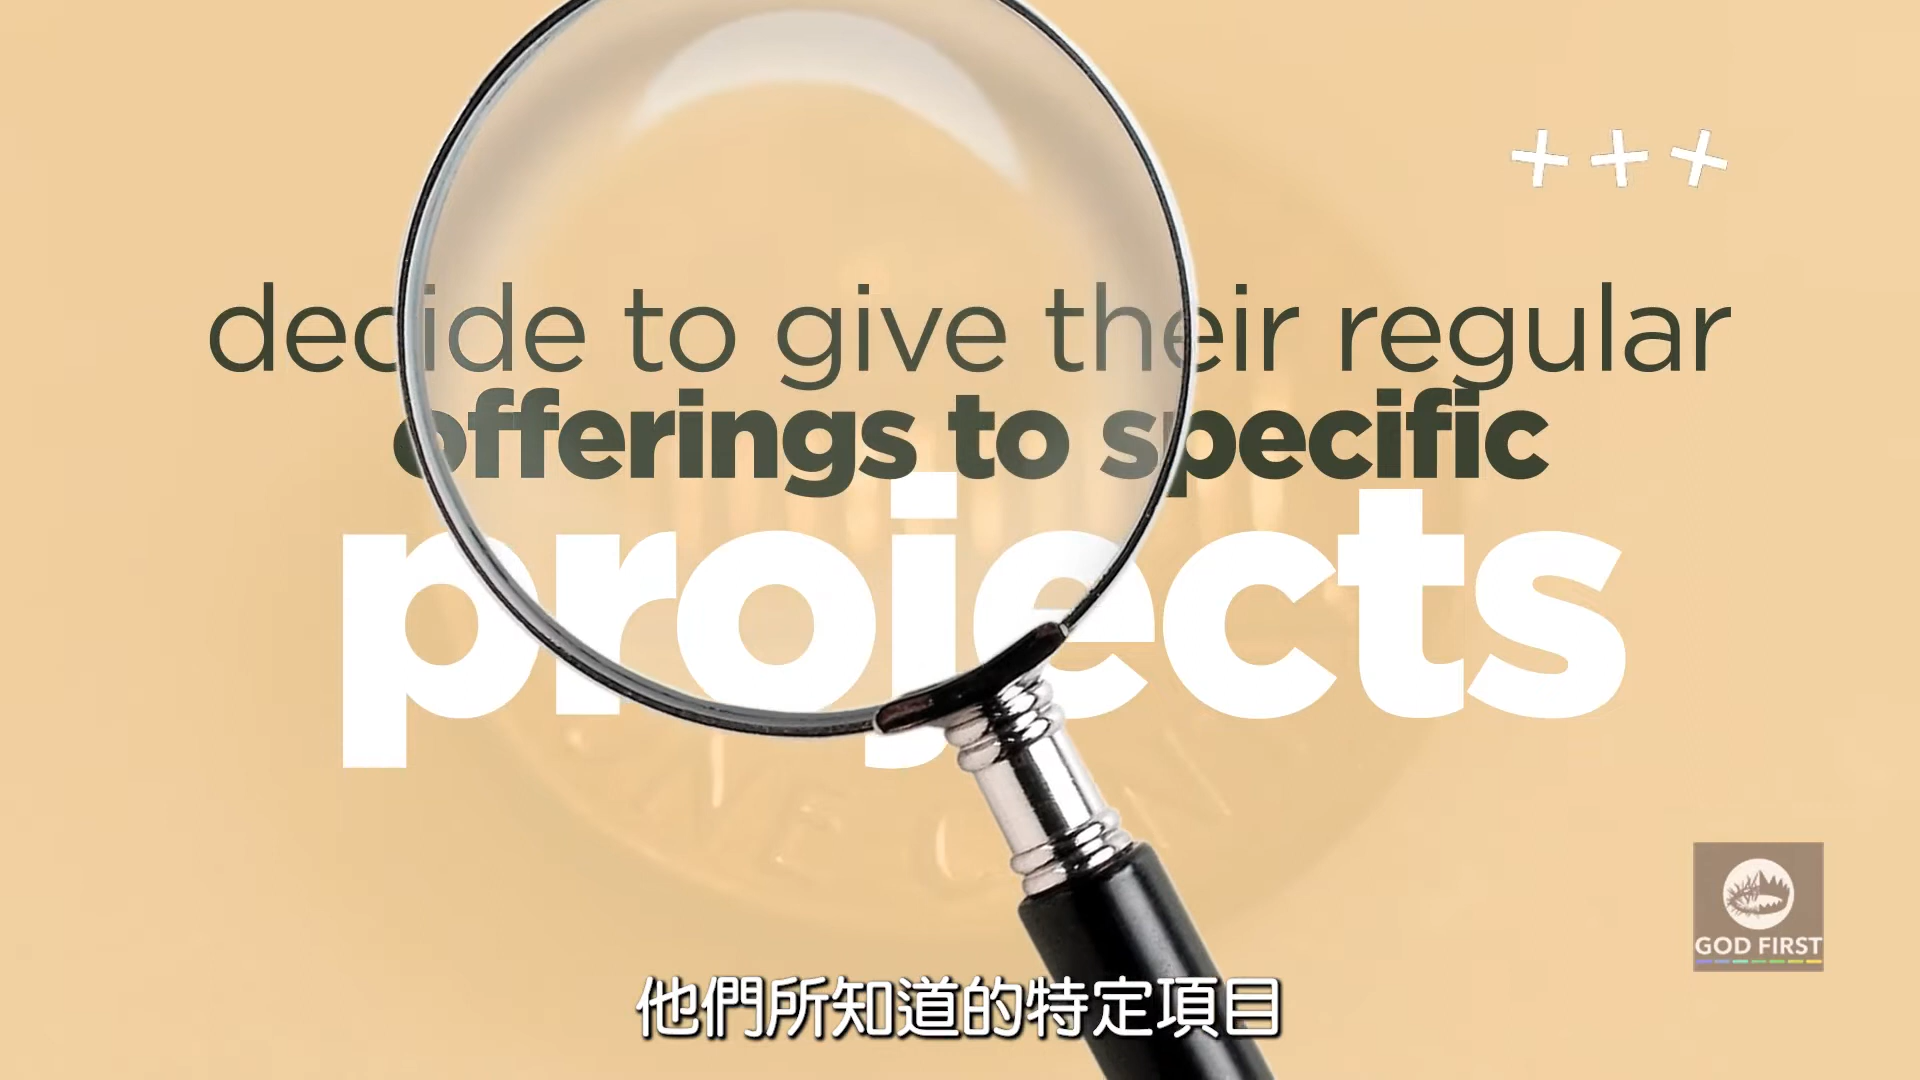 decide to give their regular
offerings to specific
projects
GOD FIRST
他們所知道的特定項目